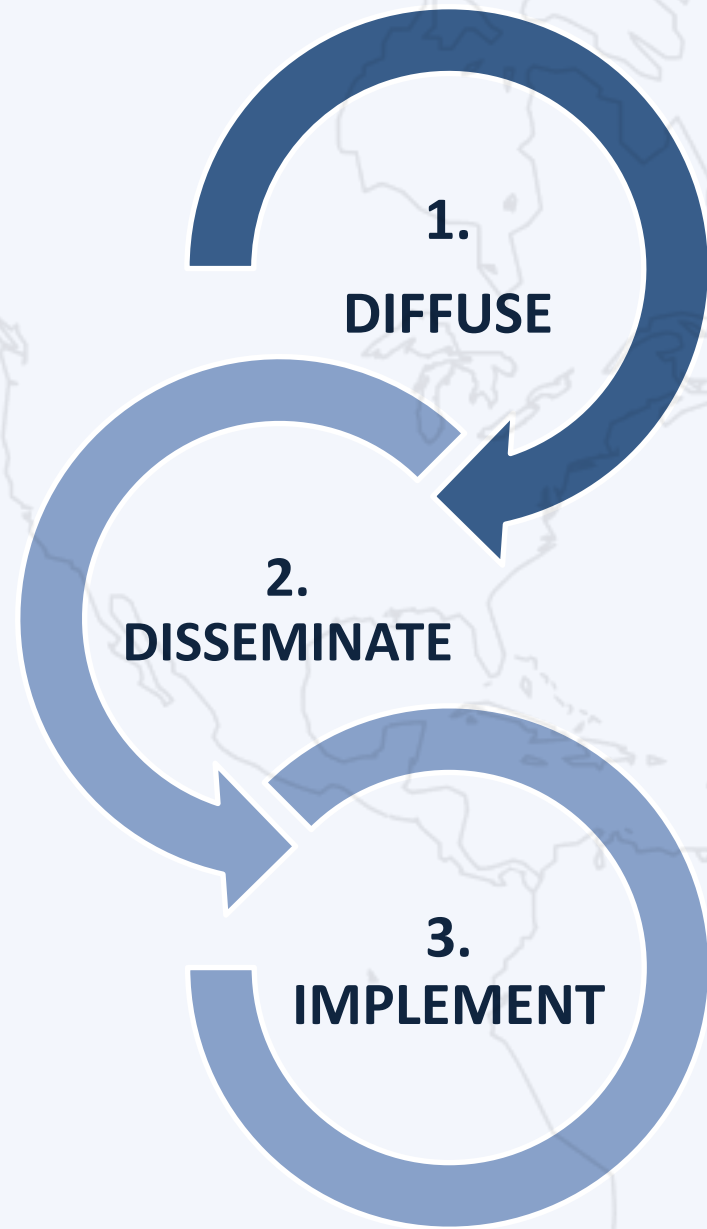 1.
DIFFUSE
2.
DISSEMINATE
3.
IMPLEMENT